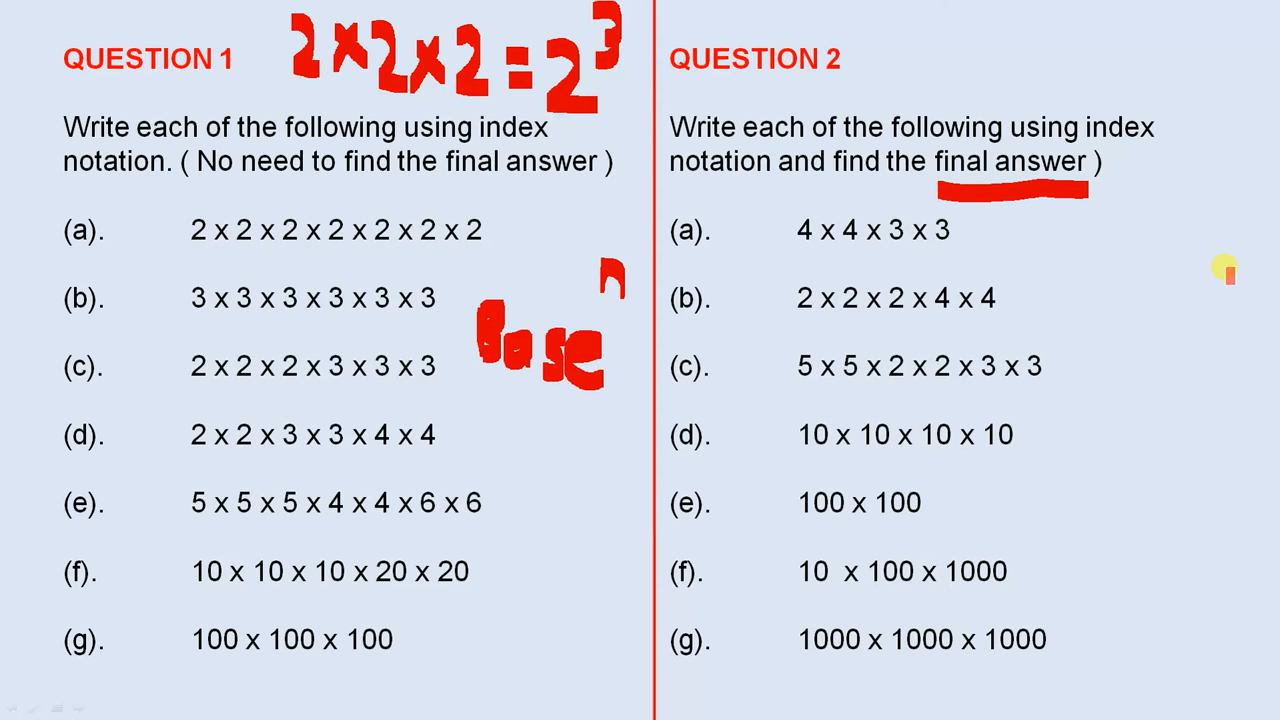 QUESTION 1
2 × 2 × 2 = 2³
Write each of the following using index
notation. ( No need to find the final answer )
(a). 2 x 2 x 2 x 2 x 2 x 2 x 2
(b). 3 x 3 x 3 x 3 x 3 x 3
(c). 2 x 2 x 2 x 3 x 3 x 3
(d). 2 x 2 x 3 x 3 x 4 x 4
(e). 5 x 5 x 5 x 4 x 4 x 6 x 6
(f). 10 x 10 x 10 x 20 x 20
(g). 100 x 100 x 100
Base n
QUESTION 2
Write each of the following using index
notation and find the final answer )
(a). 4 x 4 x 3 x 3
(b). 2 x 2 x 2 x 4 x 4
(c). 5 x 5 x 2 x 2 x 3 x 3
(d). 10 x 10 x 10 x 10
(e). 100 x 100
(f). 10 x 100 x 1000
(g). 1000 x 1000 x 1000